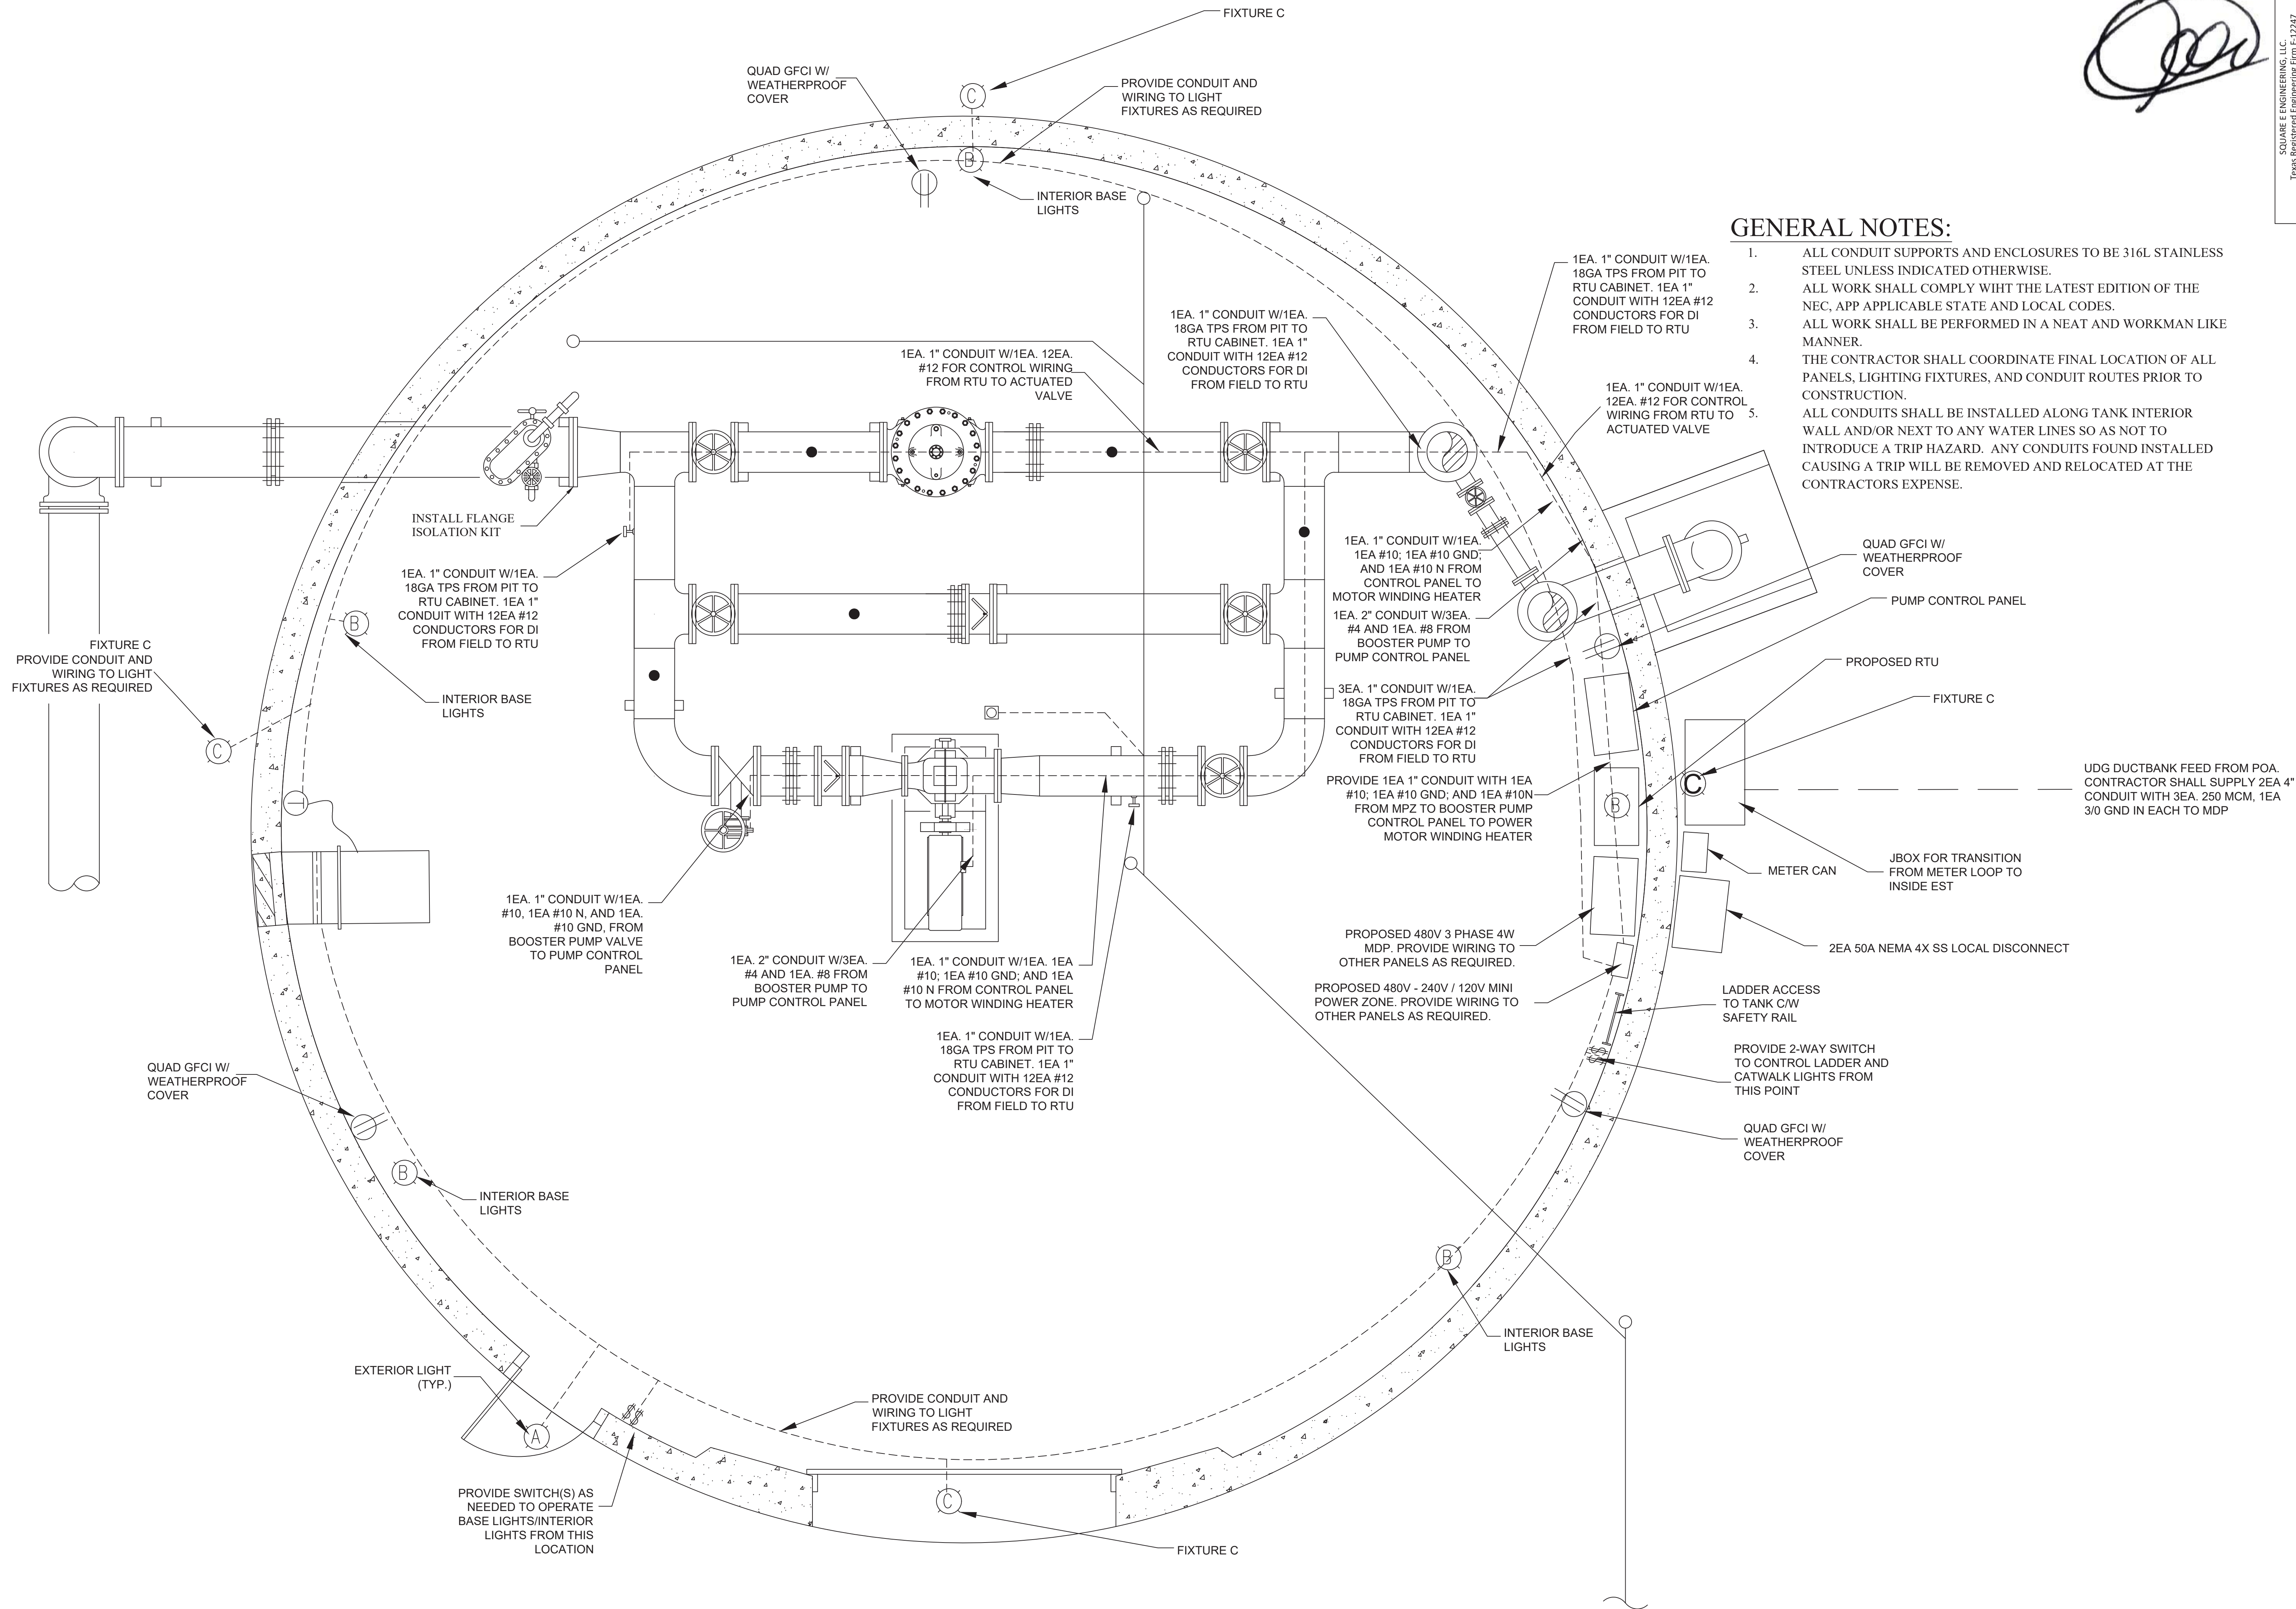 FIXTURE C
QUAD GFCI W/
WEATHERPROOF
COVER
PROVIDE CONDUIT AND
WIRING TO LIGHT
FIXTURES AS REQUIRED
C
B
INTERIOR BASE
LIGHTS
SQUARE E ENGINEERING, LLC.
Texas Registered Engineering Firm F-12247
GENERAL NOTES:
1. ALL CONDUIT SUPPORTS AND ENCLOSURES TO BE 316L STAINLESS
STEEL UNLESS INDICATED OTHERWISE.
2. ALL WORK SHALL COMPLY WIHT THE LATEST EDITION OF THE
NEC, APP APPLICABLE STATE AND LOCAL CODES.
3. ALL WORK SHALL BE PERFORMED IN A NEAT AND WORKMAN LIKE
MANNER.
4. THE CONTRACTOR SHALL COORDINATE FINAL LOCATION OF ALL
PANELS, LIGHTING FIXTURES, AND CONDUIT ROUTES PRIOR TO
CONSTRUCTION.
5. ALL CONDUITS SHALL BE INSTALLED ALONG TANK INTERIOR
WALL AND/OR NEXT TO ANY WATER LINES SO AS NOT TO
INTRODUCE A TRIP HAZARD. ANY CONDUITS FOUND INSTALLED
CAUSING A TRIP WILL BE REMOVED AND RELOCATED AT THE
CONTRACTORS EXPENSE.
1EA. 1" CONDUIT W/1EA.
18GA TPS FROM PIT TO
RTU CABINET. 1EA 1"
CONDUIT WITH 12EA #12
CONDUCTORS FOR DI
FROM FIELD TO RTU
1EA. 1" CONDUIT W/1EA.
18GA TPS FROM PIT TO
RTU CABINET. 1EA 1"
CONDUIT WITH 12EA #12
CONDUCTORS FOR DI
FROM FIELD TO RTU
1EA. 1" CONDUIT W/1EA. 12EA.
#12 FOR CONTROL WIRING
FROM RTU TO ACTUATED
VALVE
1EA. 1" CONDUIT W/1EA.
12EA. #12 FOR CONTROL
WIRING FROM RTU TO
ACTUATED VALVE
INSTALL FLANGE
ISOLATION KIT
1EA. 1" CONDUIT W/1EA.
18GA TPS FROM PIT TO
RTU CABINET. 1EA 1"
CONDUIT WITH 12EA #12
CONDUCTORS FOR DI
FROM FIELD TO RTU
1EA. 1" CONDUIT W/1EA.
1EA #10; 1EA #10 GND;
AND 1EA #10 N FROM
CONTROL PANEL TO
MOTOR WINDING HEATER
QUAD GFCI W/
WEATHERPROOF
COVER
PUMP CONTROL PANEL
1EA. 2" CONDUIT W/3EA.
#4 AND 1EA. #8 FROM
BOOSTER PUMP TO
PUMP CONTROL PANEL
B
FIXTURE C
PROVIDE CONDUIT AND
WIRING TO LIGHT
FIXTURES AS REQUIRED
INTERIOR BASE
LIGHTS
C
PROPOSED RTU
FIXTURE C
3EA. 1" CONDUIT W/1EA.
18GA TPS FROM PIT TO
RTU CABINET. 1EA 1"
CONDUIT WITH 12EA #12
CONDUCTORS FOR DI
FROM FIELD TO RTU
PROVIDE 1EA 1" CONDUIT WITH 1EA
#10; 1EA #10 GND; AND 1EA #10N
FROM MPZ TO BOOSTER PUMP
CONTROL PANEL TO POWER
MOTOR WINDING HEATER
B
C
UDG DUCTBANK FEED FROM POA.
CONTRACTOR SHALL SUPPLY 2EA 4"
CONDUIT WITH 3EA. 250 MCM, 1EA
3/0 GND IN EACH TO MDP
METER CAN
JBOX FOR TRANSITION
FROM METER LOOP TO
INSIDE EST
1EA. 1" CONDUIT W/1EA.
#10, 1EA #10 N, AND 1EA.
#10 GND, FROM
BOOSTER PUMP VALVE
TO PUMP CONTROL
PANEL
1EA. 2" CONDUIT W/3EA.
#4 AND 1EA. #8 FROM
BOOSTER PUMP TO
PUMP CONTROL PANEL
1EA. 1" CONDUIT W/1EA. 1EA
#10; 1EA #10 GND; AND 1EA
#10 N FROM CONTROL PANEL
TO MOTOR WINDING HEATER
PROPOSED 480V 3 PHASE 4W
MDP. PROVIDE WIRING TO
OTHER PANELS AS REQUIRED.
2EA 50A NEMA 4X SS LOCAL DISCONNECT
PROPOSED 480V - 240V / 120V MINI
POWER ZONE. PROVIDE WIRING TO
OTHER PANELS AS REQUIRED.
LADDER ACCESS
TO TANK C/W
SAFETY RAIL
1EA. 1" CONDUIT W/1EA.
18GA TPS FROM PIT TO
RTU CABINET. 1EA 1"
CONDUIT WITH 12EA #12
CONDUCTORS FOR DI
FROM FIELD TO RTU
PROVIDE 2-WAY SWITCH
TO CONTROL LADDER AND
CATWALK LIGHTS FROM
THIS POINT
$$
QUAD GFCI W/
WEATHERPROOF
COVER
QUAD GFCI W/
WEATHERPROOF
COVER
B
INTERIOR BASE
LIGHTS
B
INTERIOR BASE
LIGHTS
EXTERIOR LIGHT
(TYP.)
A
$$
PROVIDE CONDUIT AND
WIRING TO LIGHT
FIXTURES AS REQUIRED
PROVIDE SWITCH(S) AS
NEEDED TO OPERATE
BASE LIGHTS/INTERIOR
LIGHTS FROM THIS
LOCATION
C
FIXTURE C